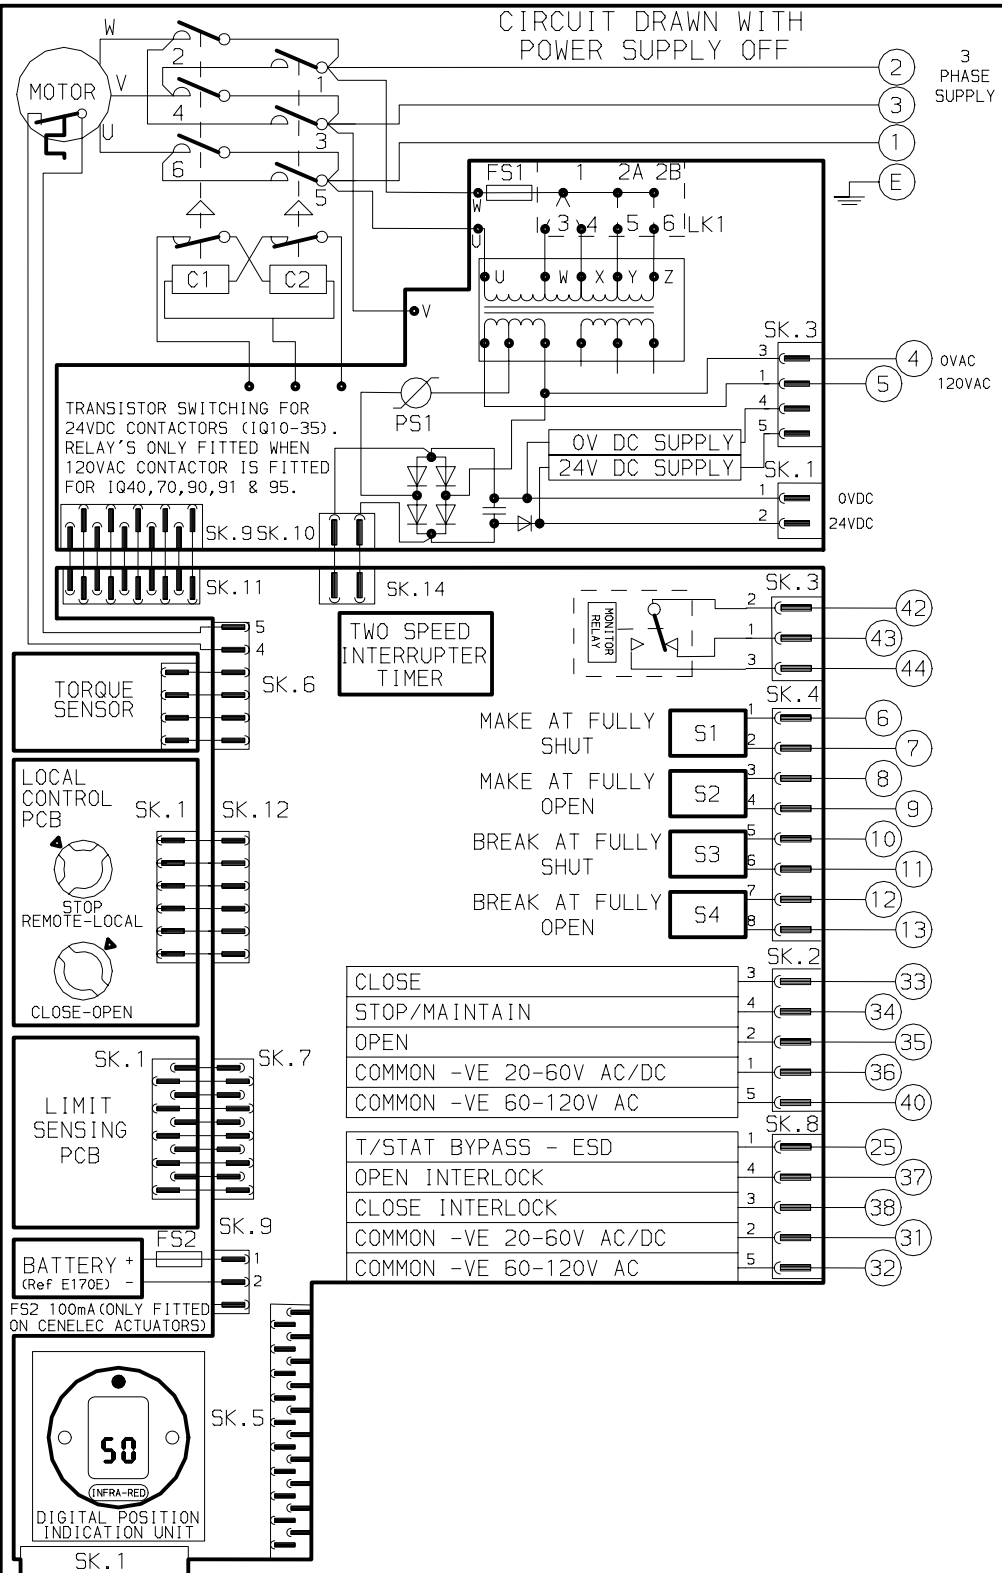 CIRCUIT DRAWN WITH
POWER SUPPLY OFF
3
PHASE
SUPPLY
W
V
U
MOTOR
2
4
6
1
3
5
2
3
1
E
C1
C2
FS1
1
2A
2B
3
4
5
6
LK1
W
U
V
U
W
X
Y
Z
SK.3
3
4
0VAC
1
5
120VAC
4
5
PS1
0V DC SUPPLY
24V DC SUPPLY
SK.1
1
0VDC
2
24VDC
TRANSISTOR SWITCHING FOR
24VDC CONTACTORS (IQ10-35).
RELAY'S ONLY FITTED WHEN
120VAC CONTACTOR IS FITTED
FOR IQ40,70,90,91 & 95.
SK.9
SK.10
SK.11
SK.14
5
4
SK.6
TWO SPEED
INTERRUPTER
TIMER
MONITOR
RELAY
SK.3
2
42
1
43
3
44
TORQUE
SENSOR
SK.4
MAKE AT FULLY
SHUT
S1
1
6
2
7
MAKE AT FULLY
OPEN
S2
3
8
4
9
BREAK AT FULLY
SHUT
S3
5
10
6
11
BREAK AT FULLY
OPEN
S4
7
12
8
13
LOCAL
CONTROL
PCB
SK.1
SK.12
STOP
REMOTE-LOCAL
CLOSE-OPEN
SK.2
CLOSE
3
33
STOP/MAINTAIN
4
34
OPEN
2
35
COMMON -VE 20-60V AC/DC
1
36
COMMON -VE 60-120V AC
5
40
SK.8
T/STAT BYPASS - ESD
1
25
OPEN INTERLOCK
4
37
CLOSE INTERLOCK
3
38
COMMON -VE 20-60V AC/DC
2
31
COMMON -VE 60-120V AC
5
32
SK.1
SK.7
LIMIT
SENSING
PCB
SK.9
FS2
BATTERY +
(Ref E170E) -
1
2
FS2 100mA(ONLY FITTED
ON CENELEC ACTUATORS)
SK.5
50
INFRA-RED
DIGITAL POSITION
INDICATION UNIT
SK.1